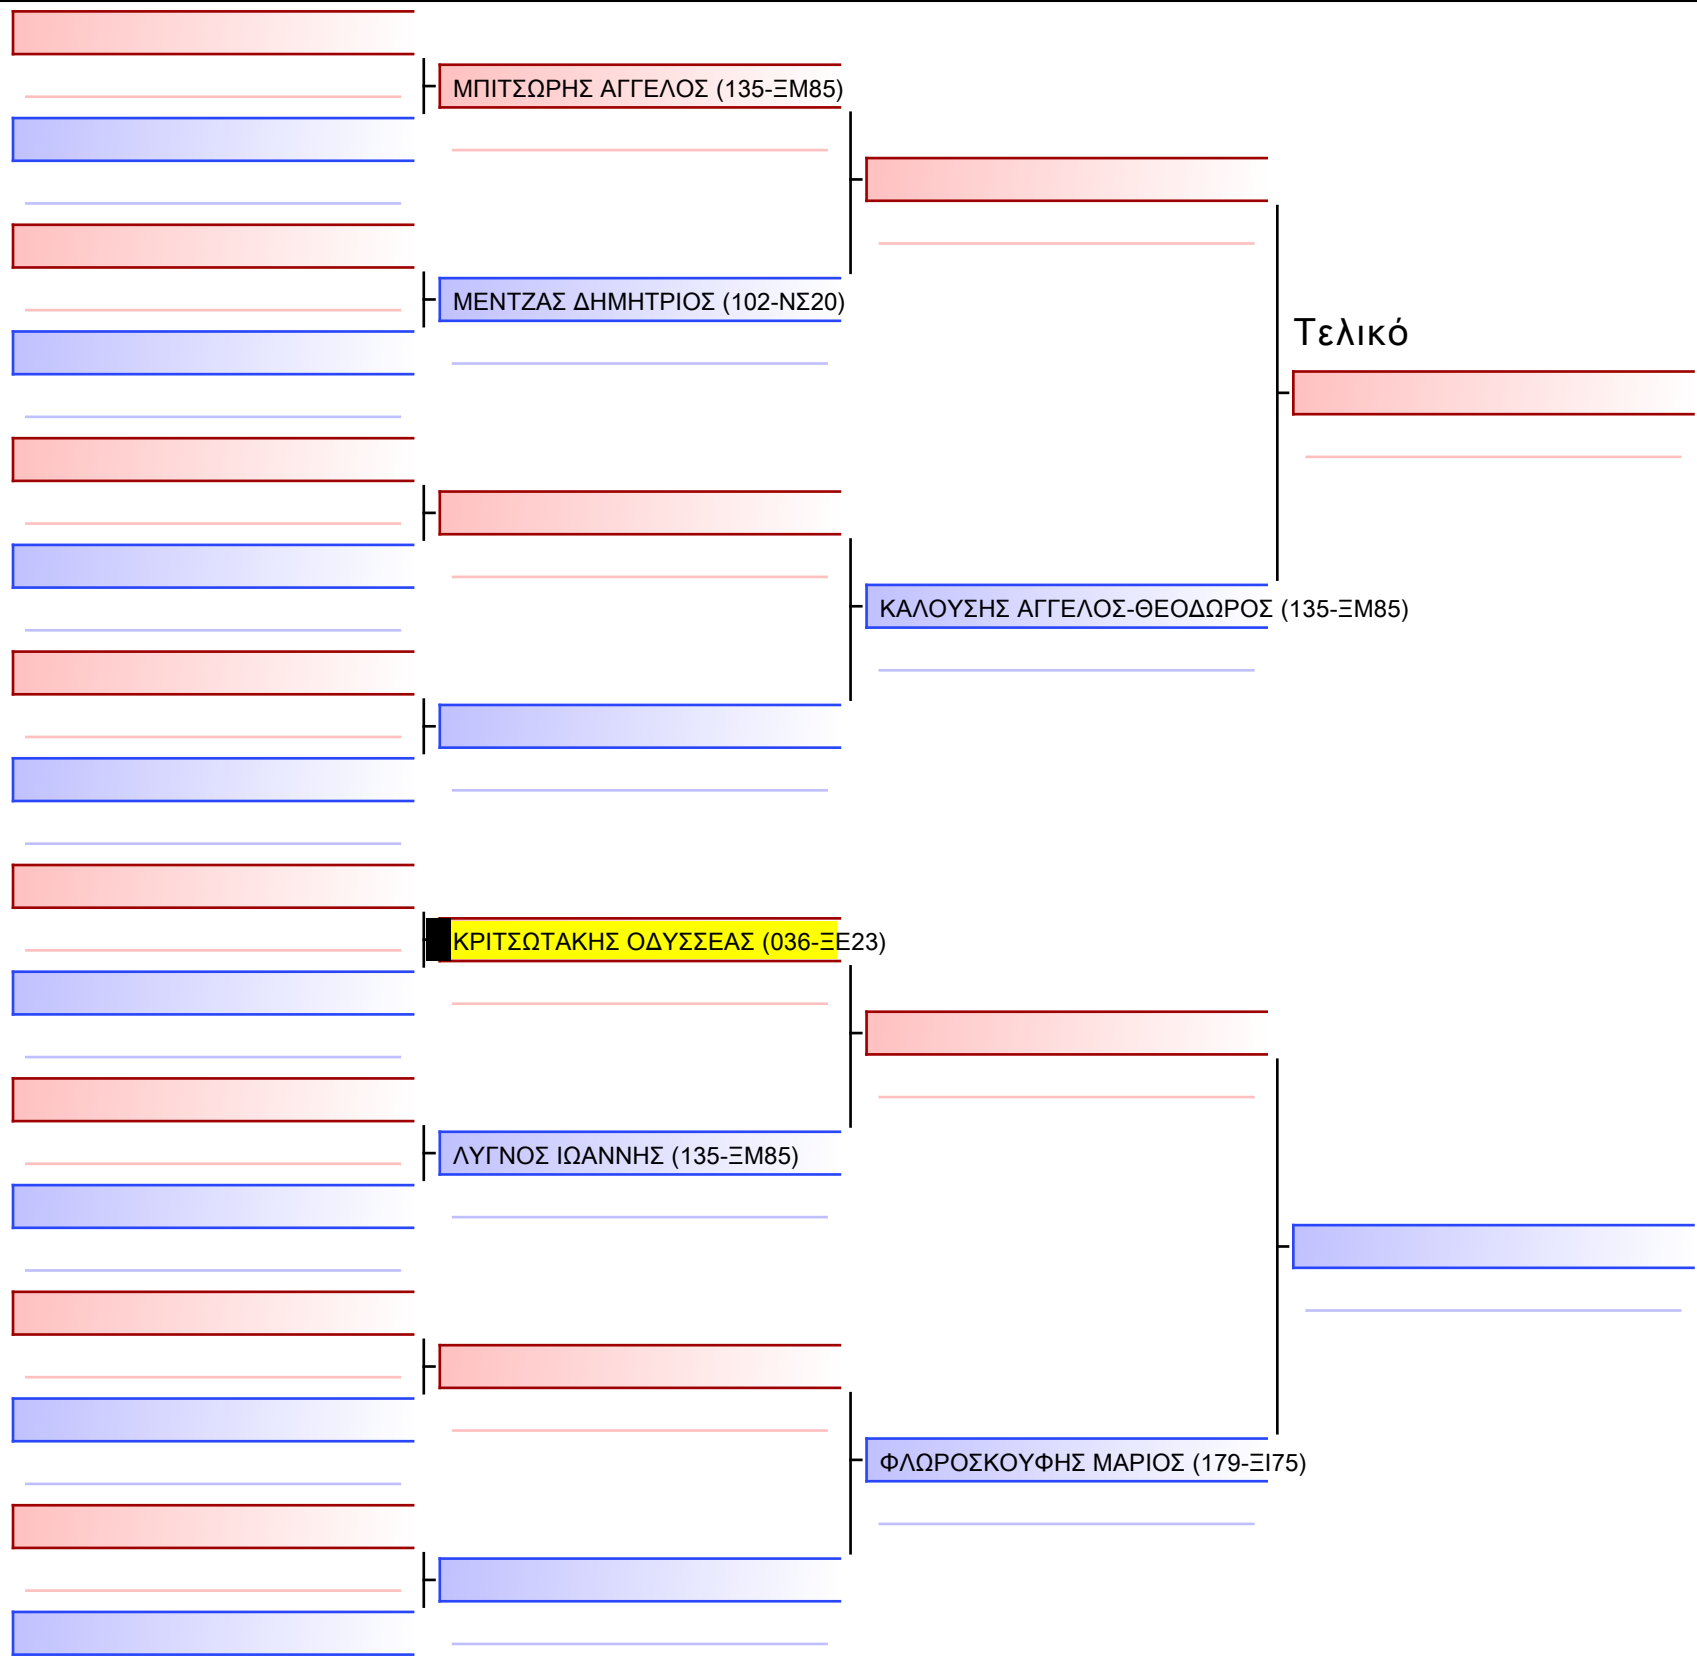 ΜΠΙΤΣΩΡΗΣ ΑΓΓΕΛΟΣ (135-ΞΜ85)
ΜΕΝΤΖΑΣ ΔΗΜΗΤΡΙΟΣ (102-ΝΣ20)
Τελικό
ΚΑΛΟΥΣΗΣ ΑΓΓΕΛΟΣ-ΘΕΟΔΩΡΟΣ (135-ΞΜ85)
ΚΡΙΤΣΩΤΑΚΗΣ ΟΔΥΣΣΕΑΣ (036-ΞΕ23)
ΛΥΓΝΟΣ ΙΩΑΝΝΗΣ (135-ΞΜ85)
ΦΛΩΡΟΣΚΟΥΦΗΣ ΜΑΡΙΟΣ (179-ΞΙ75)